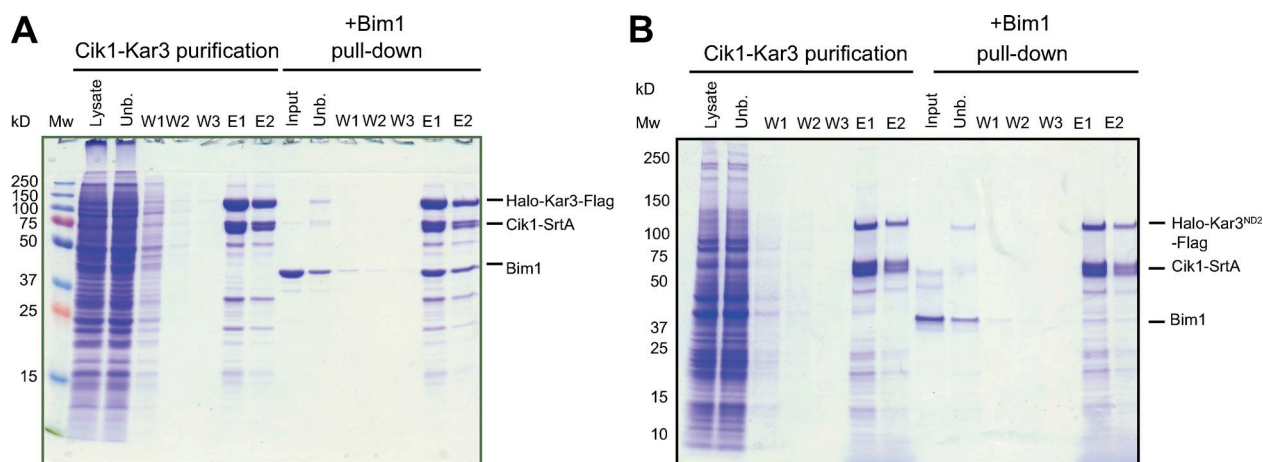 A
Cik1-Kar3 purification
+Bim1
pull-down
kD
Mw
Lysate
Unb.
W1
W2
W3
E1
E2
Input
Unb.
W1
W2
W3
E1
E2
250
150
100
75
50
37
25
15
Halo-Kar3-Flag
Cik1-SrtA
Bim1
B
Cik1-Kar3 purification
+Bim1
pull-down
kD
Mw
Lysate
Unb.
W1
W2
W3
E1
E2
Input
Unb.
W1
W2
W3
E1
E2
250
150
100
75
50
37
25
15
10
Halo-Kar3ND2
-Flag
Cik1-SrtA
Bim1